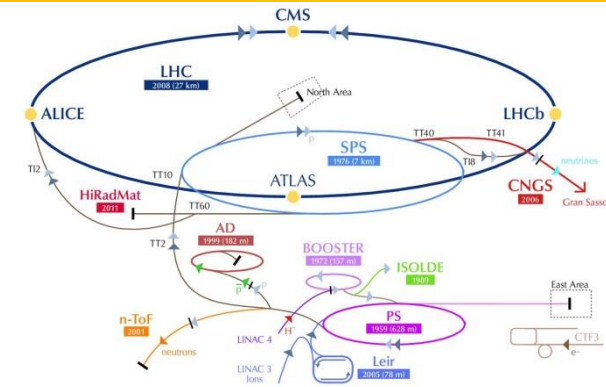 CMS
LHC
2008 (27 km)
North Area
ALICE
LHCb
TT40
TT41
SPS
1976 (7 km)
TI8
TI2
TT10
ATLAS
CNGS
2006
neutrinos
Gran Sasso
HiRadMat
2011
TT60
AD
1999 (182 m)
TT2
BOOSTER
1972 (157 m)
ISOLDE
1989
p
p
East Area
n-ToF
2001
PS
1959 (628 m)
H-
LINAC 4
neutrons
CTF3
e-
LINAC 3
Ions
Leir
2005 (78 m)